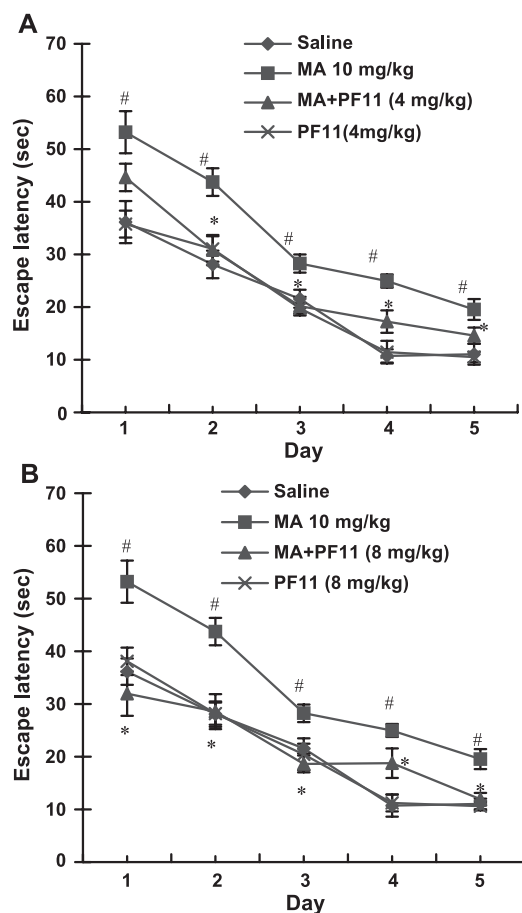 A
70
60
50
40
30
20
10
0
Escape latency (sec)
Saline
MA 10 mg/kg
MA+PF11 (4 mg/kg)
PF11(4mg/kg)
#
#
#
#
#
*
*
*
*
1 2 3 4 5
Day
B
70
60
50
40
30
20
10
0
Escape latency (sec)
Saline
MA 10 mg/kg
MA+PF11 (8 mg/kg)
PF11 (8 mg/kg)
#
#
#
#
#
*
*
*
*
*
1 2 3 4 5
Day